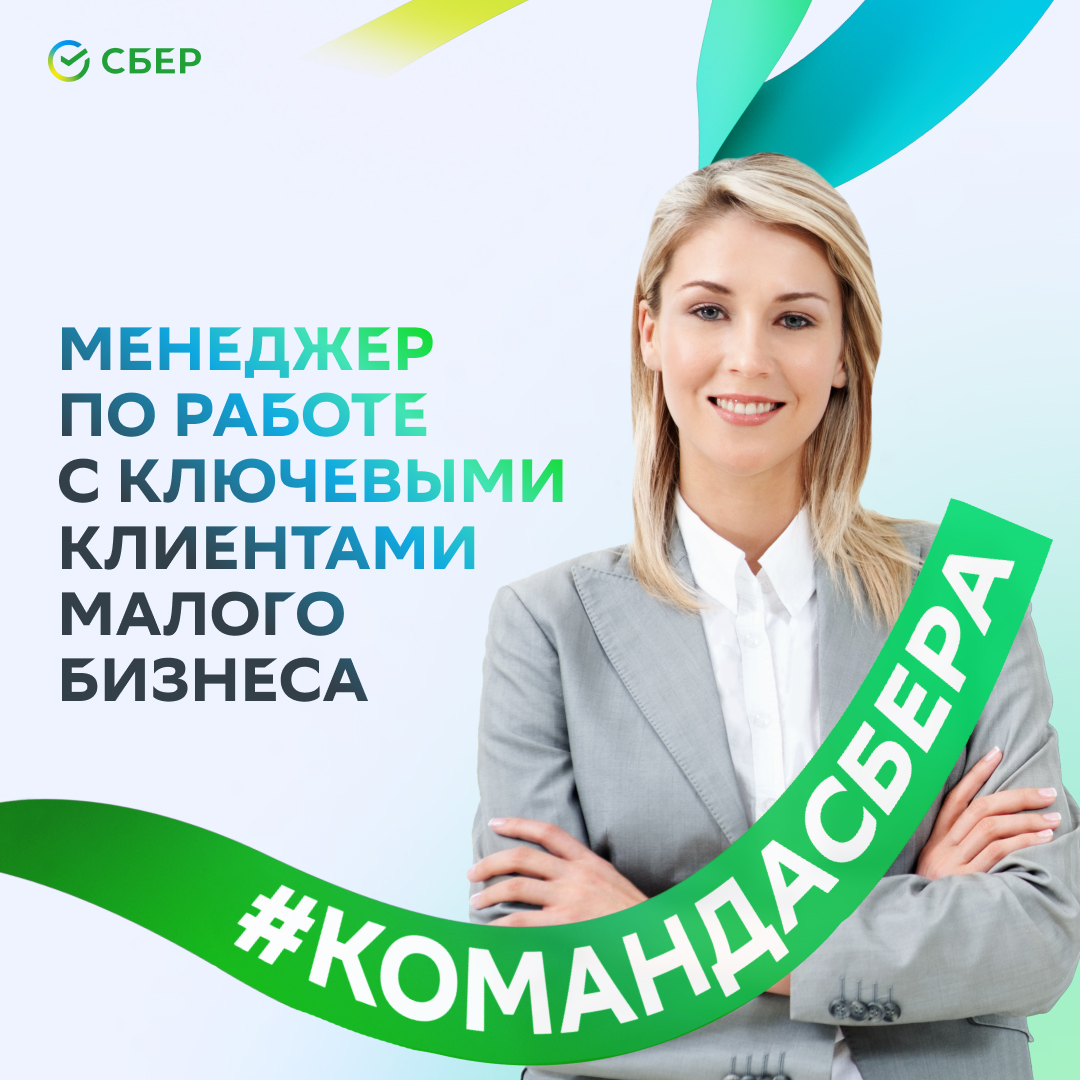 СБЕР
МЕНЕДЖЕР
ПО РАБОТЕ
С КЛЮЧЕВЫМИ
КЛИЕНТАМИ
МАЛОГО
БИЗНЕСА
#КОМАНДАСБЕРА